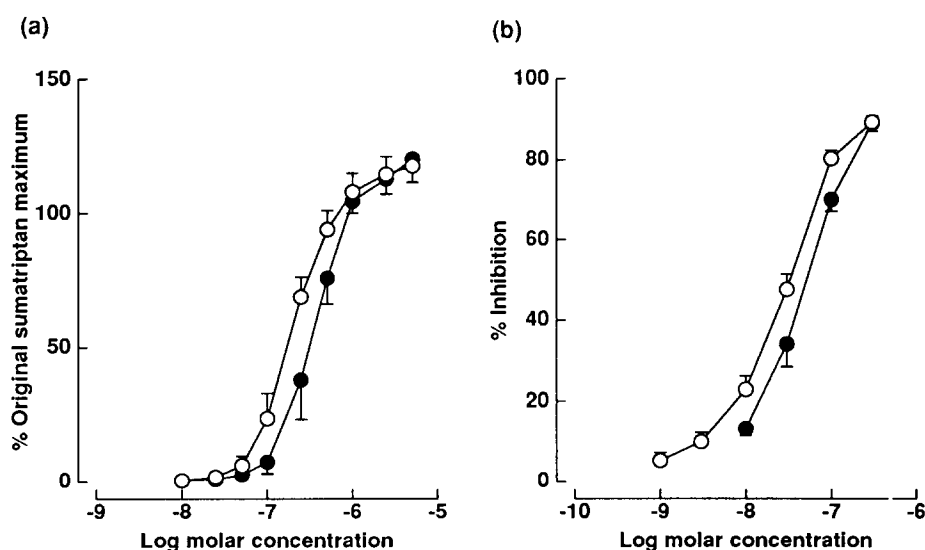 (a)
150
100
50
0
% Original sumatriptan maximum
-9 -8 -7 -6 -5
Log molar concentration
(b)
100
80
60
40
20
0
% Inhibition
-10 -9 -8 -7 -6
Log molar concentration